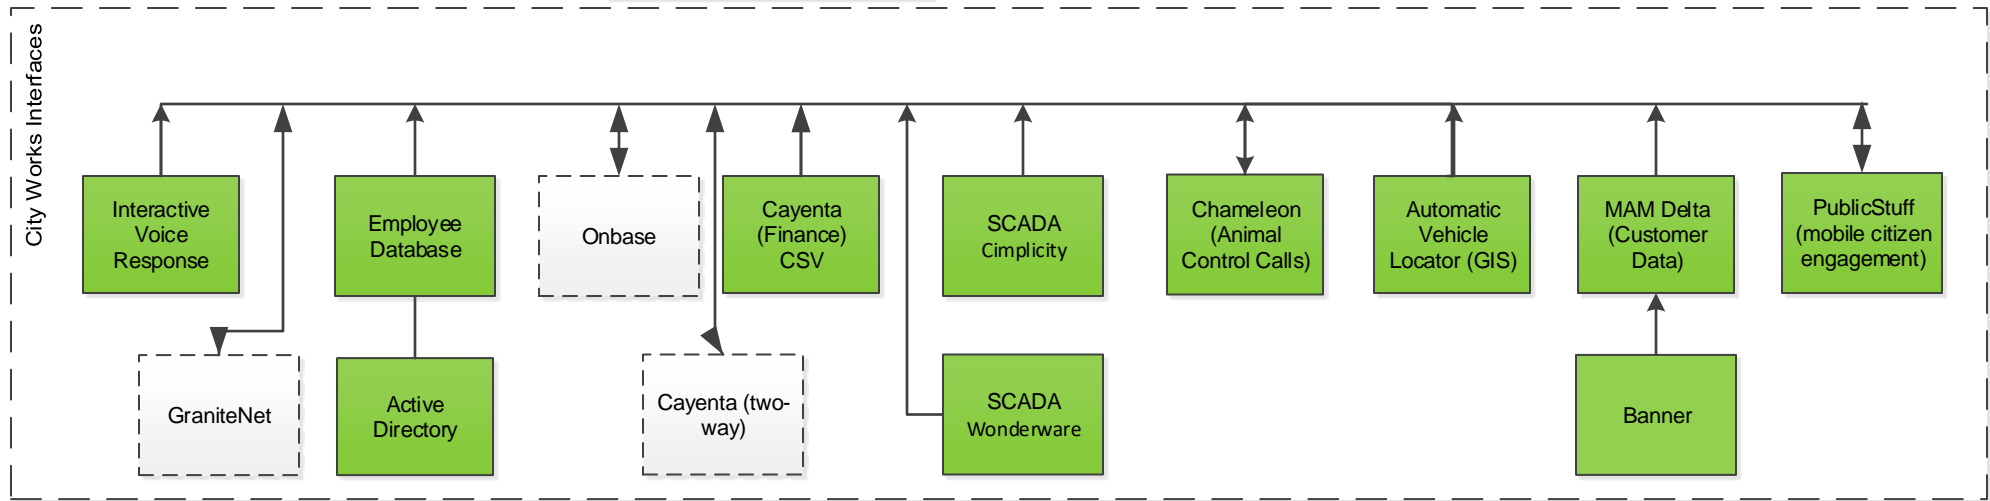 City Works Interfaces
Interactive
Voice
Response
Employee
Database
Onbase
Cayenta
(Finance)
CSV
SCADA
Cimplicity
Chameleon
(Animal
Control Calls)
Automatic
Vehicle
Locator (GIS)
MAM Delta
(Customer
Data)
PublicStuff
(mobile citizen
engagement)
GraniteNet
Active
Directory
Cayenta (two-
way)
SCADA
Wonderware
Banner